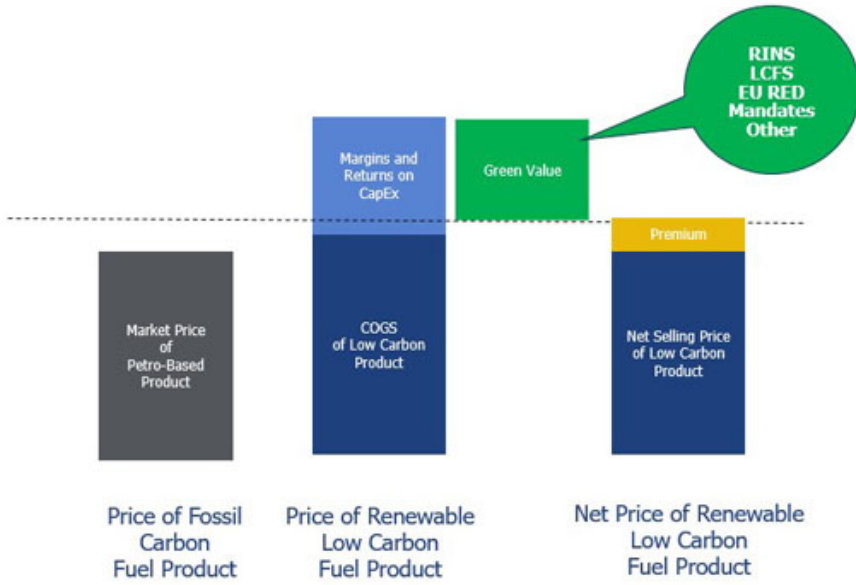 RINS
LCFS
EU RED
Mandates
Other
Margins and
Returns on
CapEx
Green Value
Premium
Market Price
of
Petro-Based
Product
COGS
of Low Carbon
Product
Net Selling Price
of Low Carbon
Product
Price of Fossil
Carbon
Fuel Product
Price of Renewable
Low Carbon
Fuel Product
Net Price of Renewable
Low Carbon
Fuel Product